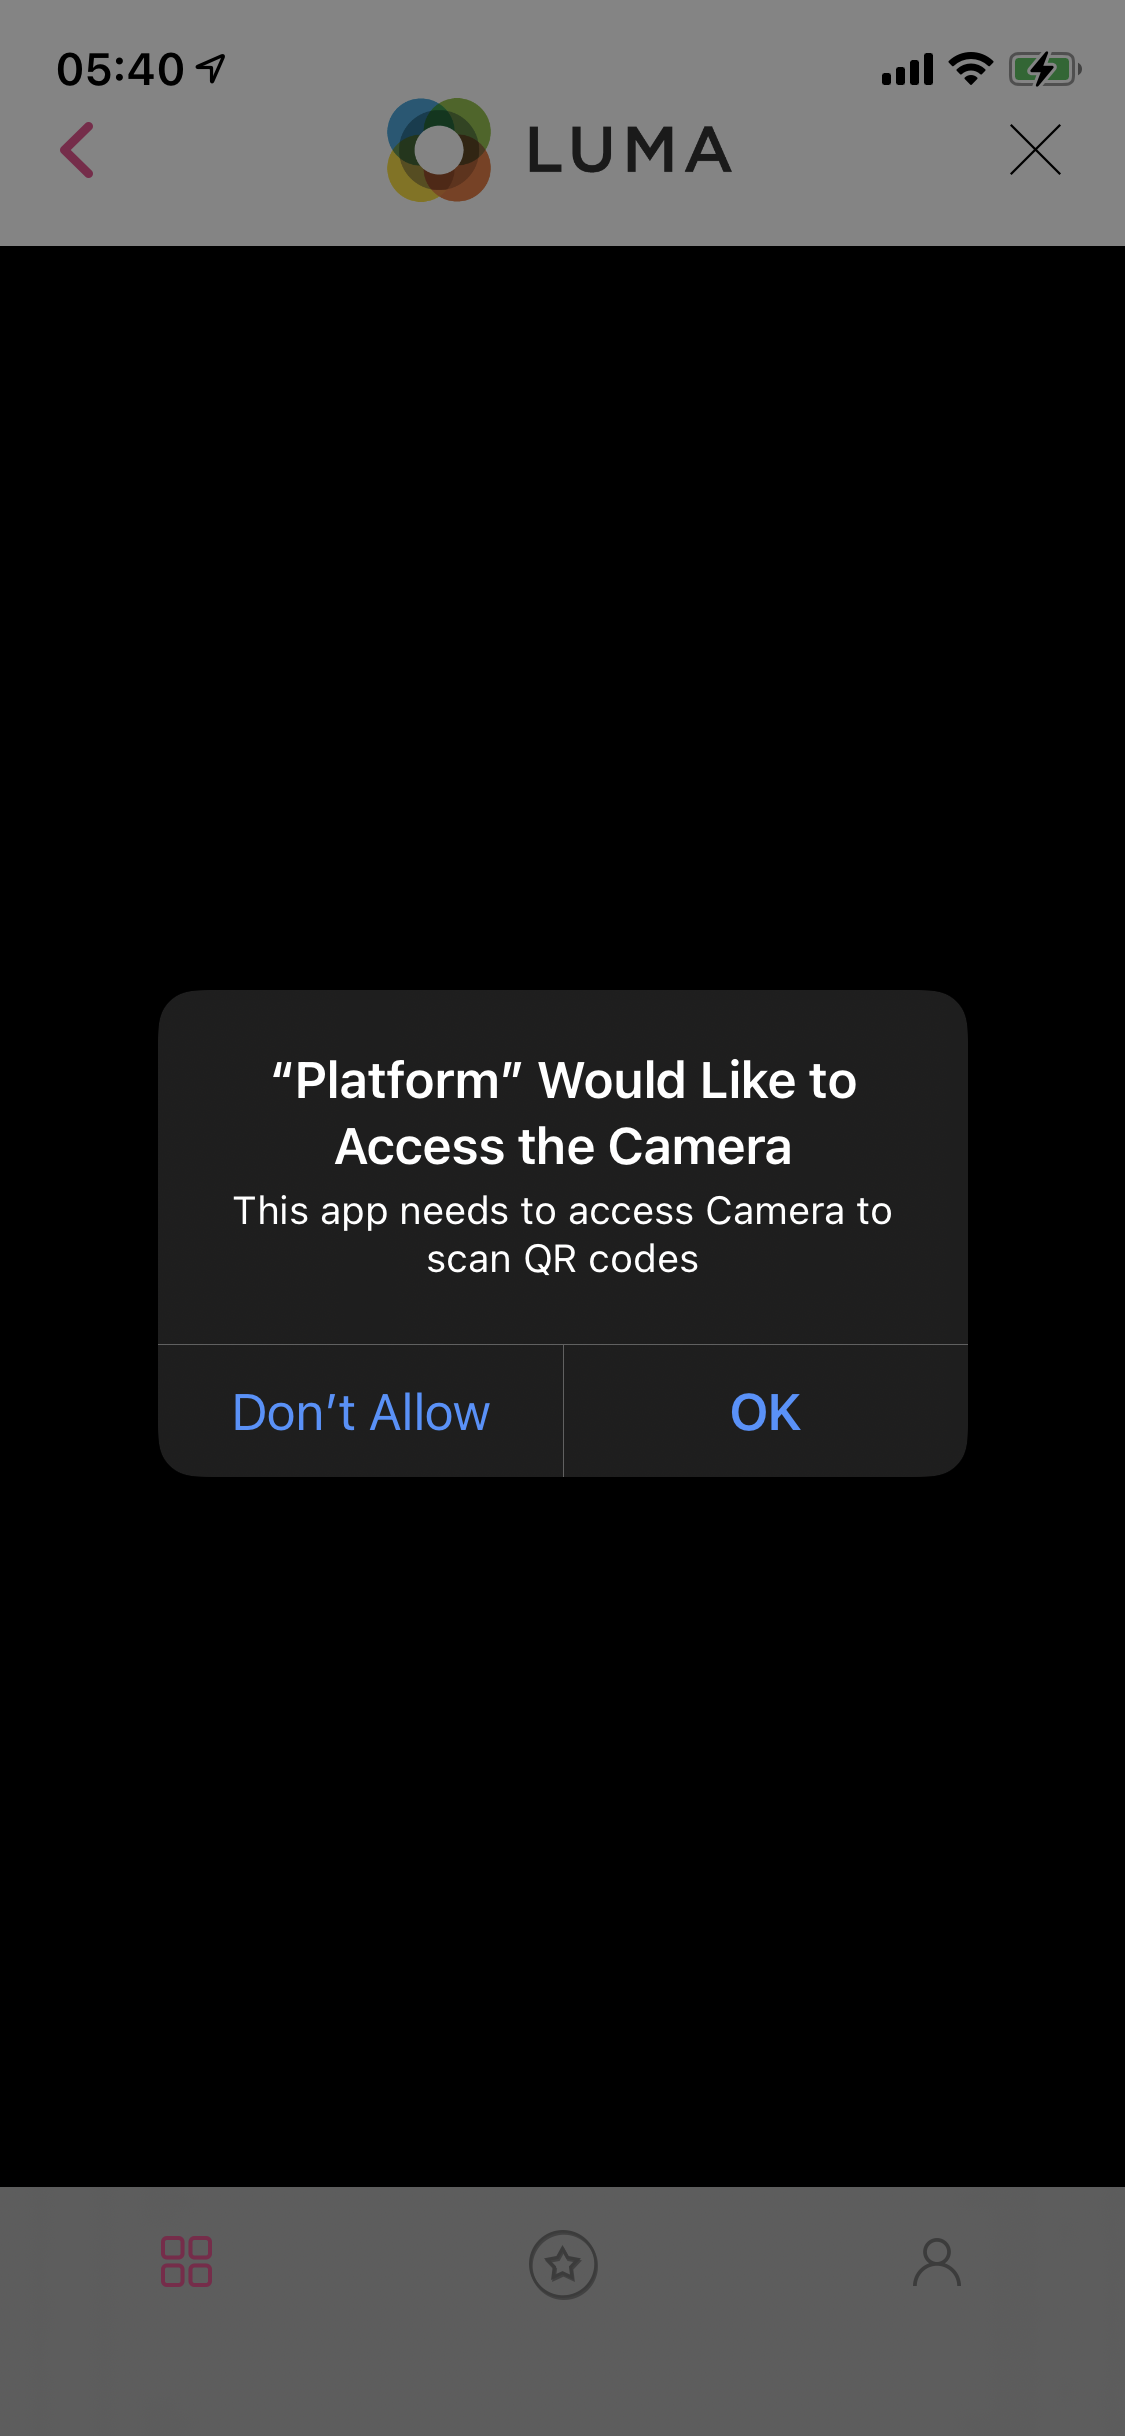 05:40
LUMA
“Platform” Would Like to
Access the Camera
This app needs to access Camera to
scan QR codes
Don’t Allow
OK